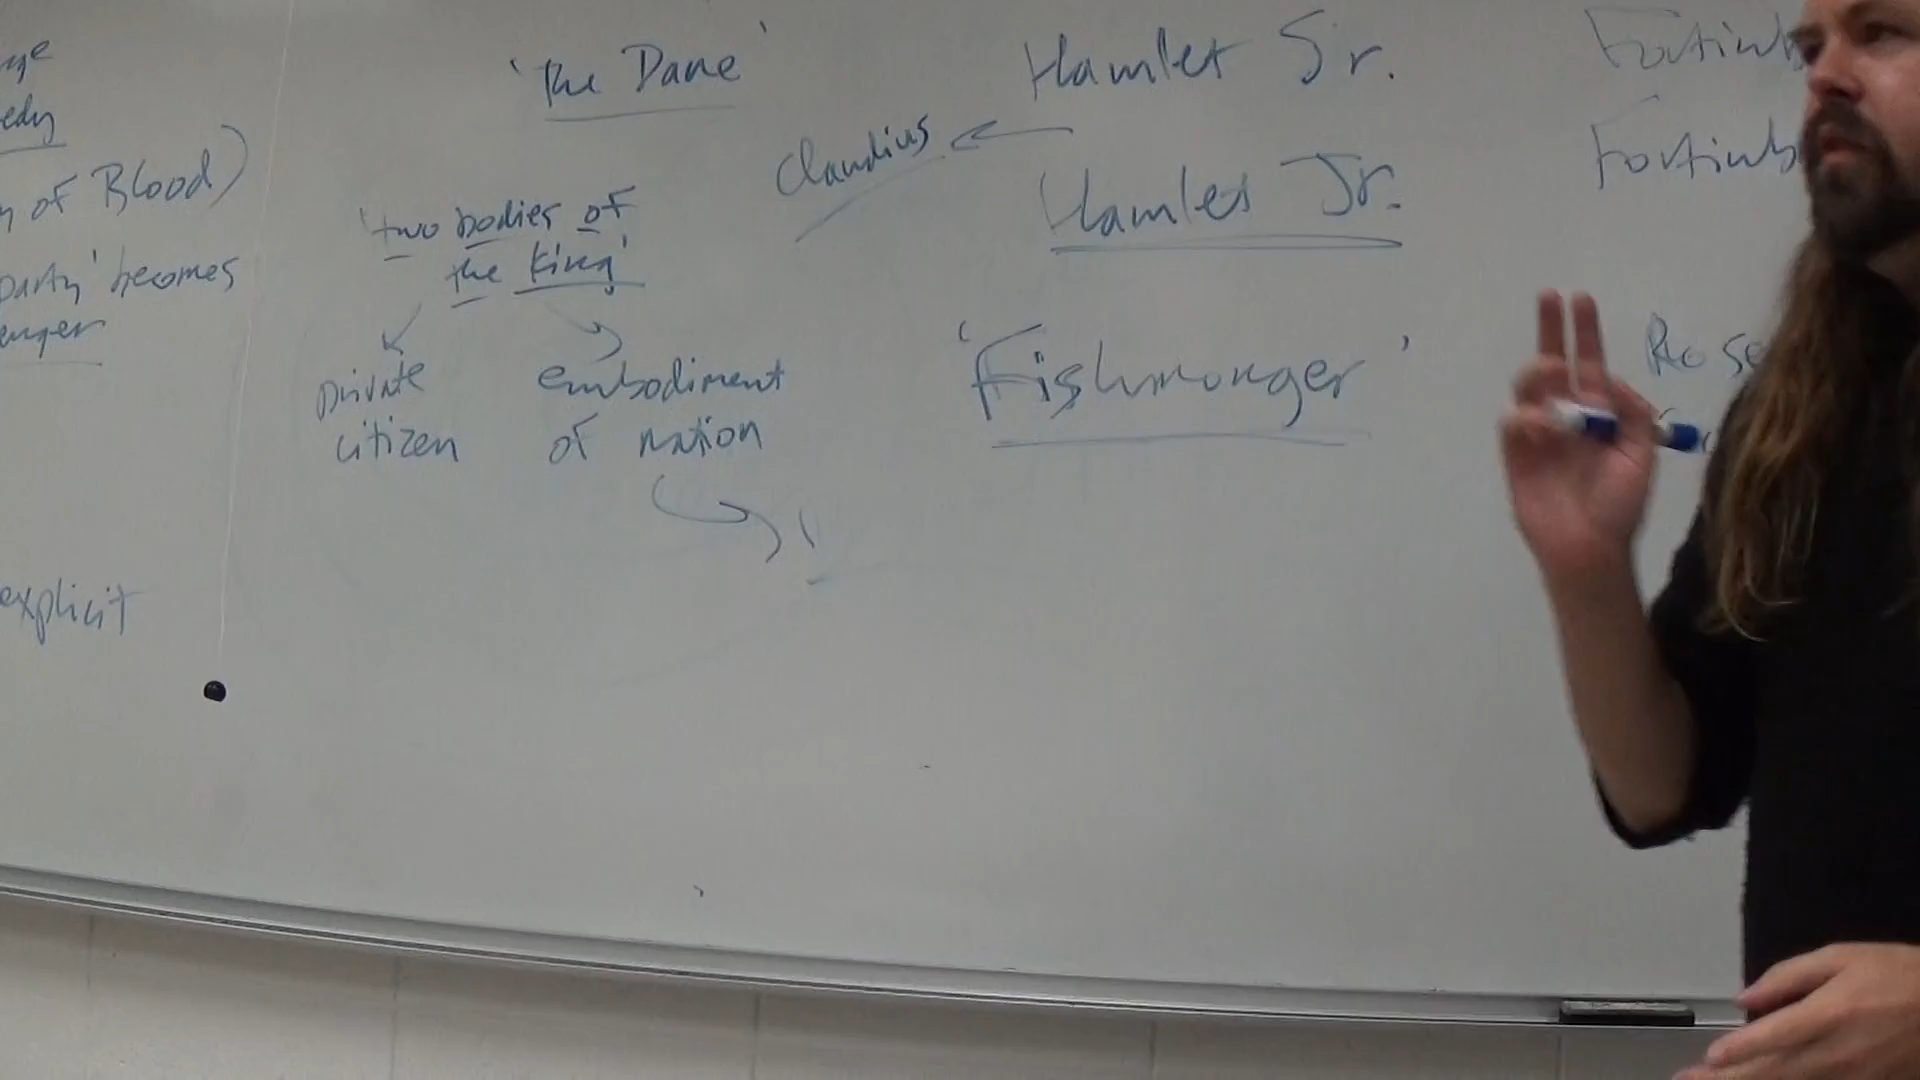 'The Dane'
Hamlet Sr.
Claudius
Hamlet Jr.
of Blood)
'two bodies of
the King'
party' becomes
private
citizen
embodiment
of nation
'Fishmonger'
explicit